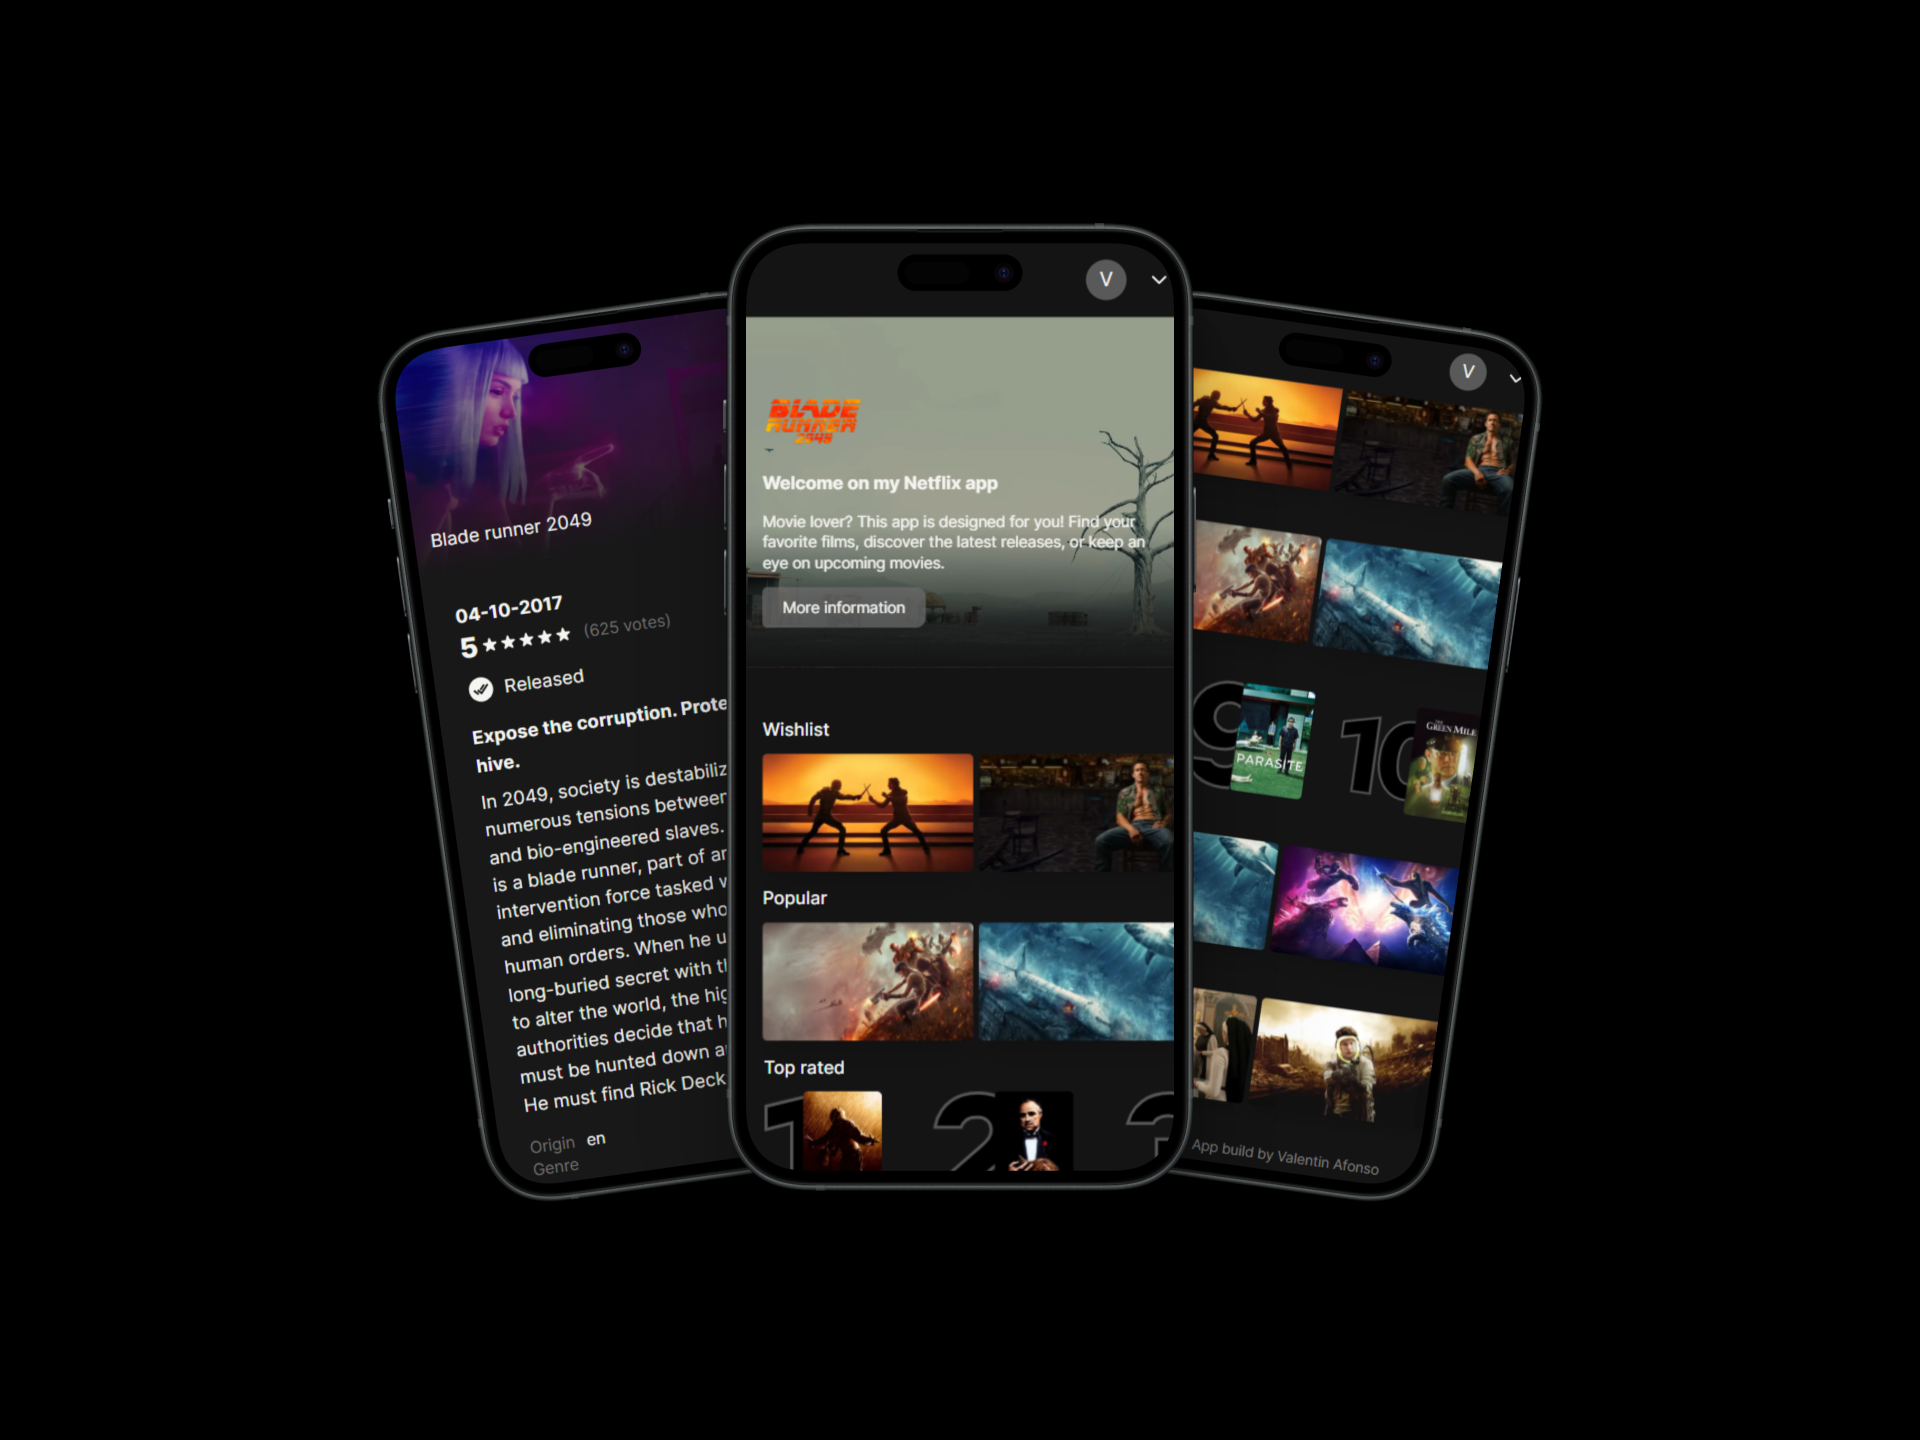 Blade runner 2049
04-10-2017
5 (625 votes)
Released
Expose the corruption. Prote
hive.
In 2049, society is destabiliz
numerous tensions between
and bio-engineered slaves.
is a blade runner, part of an
intervention force tasked w
and eliminating those who
human orders. When he u
long-buried secret with th
to alter the world, the hig
authorities decide that h
must be hunted down a
He must find Rick Deck
Origin en
Genre
V
BLADE
RUNNER
2049
Welcome on my Netflix app
Movie lover? This app is designed for you! Find your
favorite films, discover the latest releases, or keep an
eye on upcoming movies.
More information
Wishlist
Popular
Top rated
1 2 3
V
9 10
PARASITE
THE
GREEN MILE
App build by Valentin Afonso